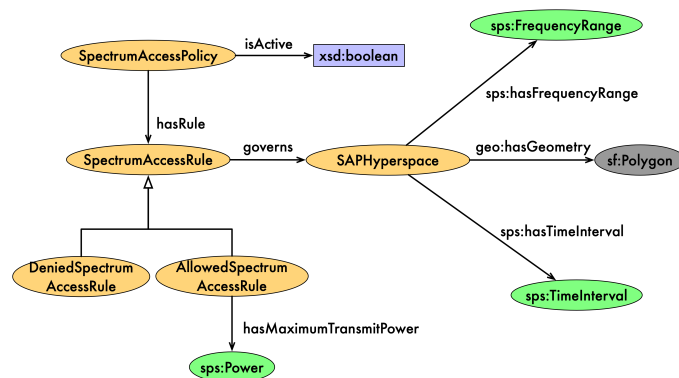 sps:FrequencyRange
isActive
SpectrumAccessPolicy
xsd:boolean
sps:hasFrequencyRange
hasRule
governs
geo:hasGeometry
SpectrumAccessRule
SAPHyperspace
sf:Polygon
sps:hasTimeInterval
DeniedSpectrum
AccessRule
AllowedSpectrum
AccessRule
sps:TimeInterval
hasMaximumTransmitPower
sps:Power